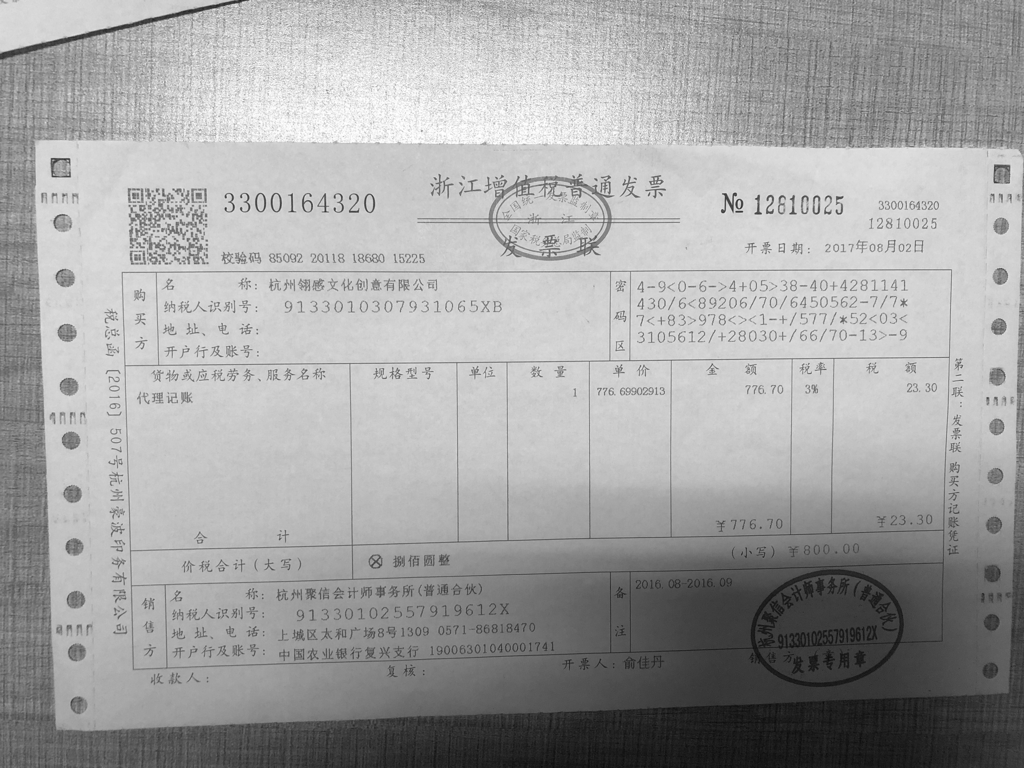 浙江增值税普通发票
3300164320
№ 12810025
3300164320
12810025
全国统一发票监制章
浙江
国家税务总局监制
发票联
校验码 85092 20118 18680 15225
开票日期: 2017年08月02日
购买方
名 称: 杭州翎感文化创意有限公司
纳税人识别号: 9133010307931065XB
地 址、电 话:
开户行及账号:
密码区
4-9<0-6->4+05>38-40+4281141
430/6<89206/70/6450562-7/7*
7<+83>978<><1-+/577/*52<03<
3105612/+28030+/66/70-13>-9
货物或应税劳务、服务名称 规格型号 单位 数 量 单 价 金 额 税率 税 额
代理记账 1 776.69902913 776.70 3% 23.30
合 计 ¥776.70 ¥23.30
价税合计(大写) ⊗ 捌佰圆整 (小写) ¥800.00
销售方
名 称: 杭州聚信会计师事务所(普通合伙)
纳税人识别号: 91330102557919612X
地 址、电 话: 上城区太和广场8号1309 0571-86818470
开户行及账号: 中国农业银行复兴支行 19006301040001741
备注
2016.08-2016.09
收款人:
复核:
开票人: 俞佳丹
销售方
杭州聚信会计师事务所(普通合伙)
91330102557919612X
发票专用章
税总函[2016]507号杭州豪波印务有限公司
第二联:发票联 购买方记账凭证